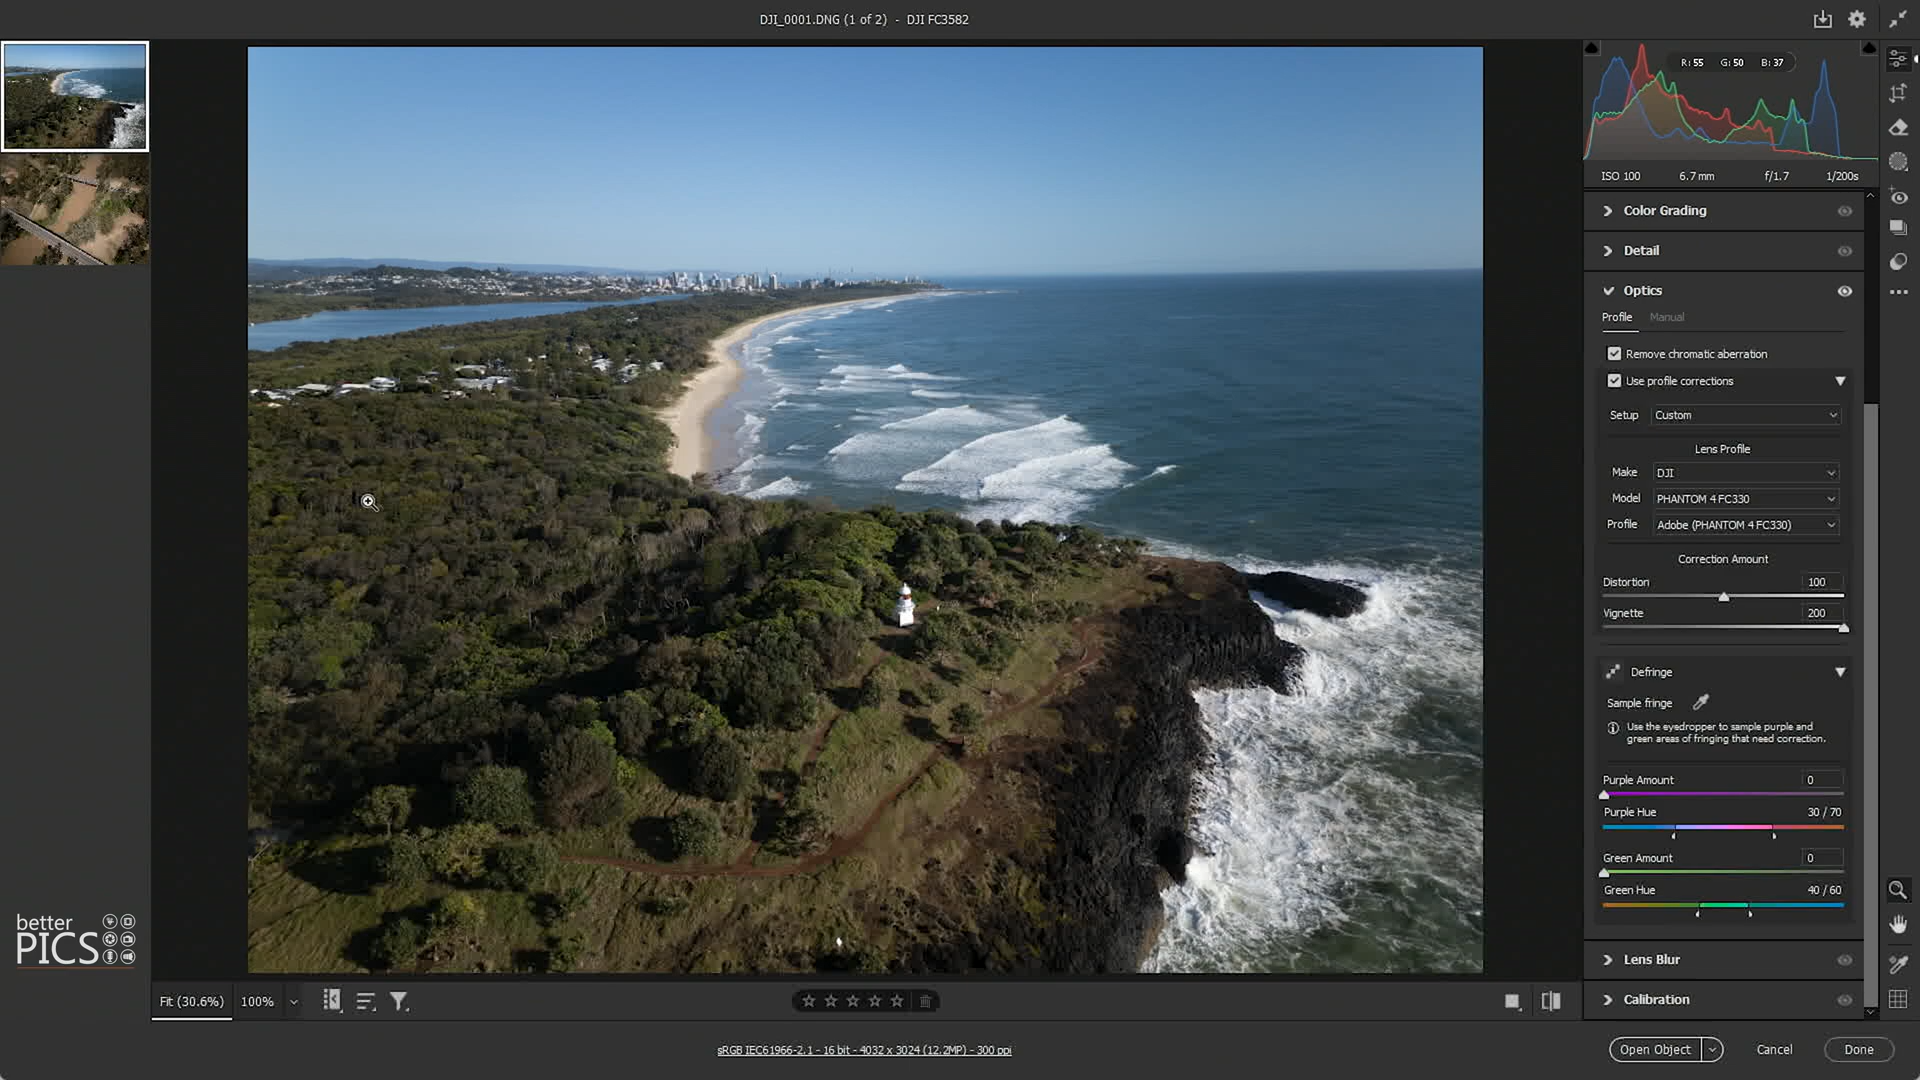 DJI_0001.DNG (1 of 2) - DJI FC3582
R: 55 G: 50 B: 37
ISO 100 6.7 mm f/1.7 1/200s
Color Grading
Detail
Optics
Profile Manual
Remove chromatic aberration
Use profile corrections
Setup Custom
Lens Profile
Make DJI
Model PHANTOM 4 FC330
Profile Adobe (PHANTOM 4 FC330)
Correction Amount
Distortion 100
Vignette 200
Defringe
Sample fringe
Use the eyedropper to sample purple and
green areas of fringing that need correction.
Purple Amount 0
Purple Hue 30 / 70
Green Amount 0
Green Hue 40 / 60
Lens Blur
Calibration
better
PICS
Fit (30.6%) 100%
sRGB IEC61966-2.1 - 16 bit - 4032 x 3024 (12.2MP) - 300 ppi
Open Object Cancel Done